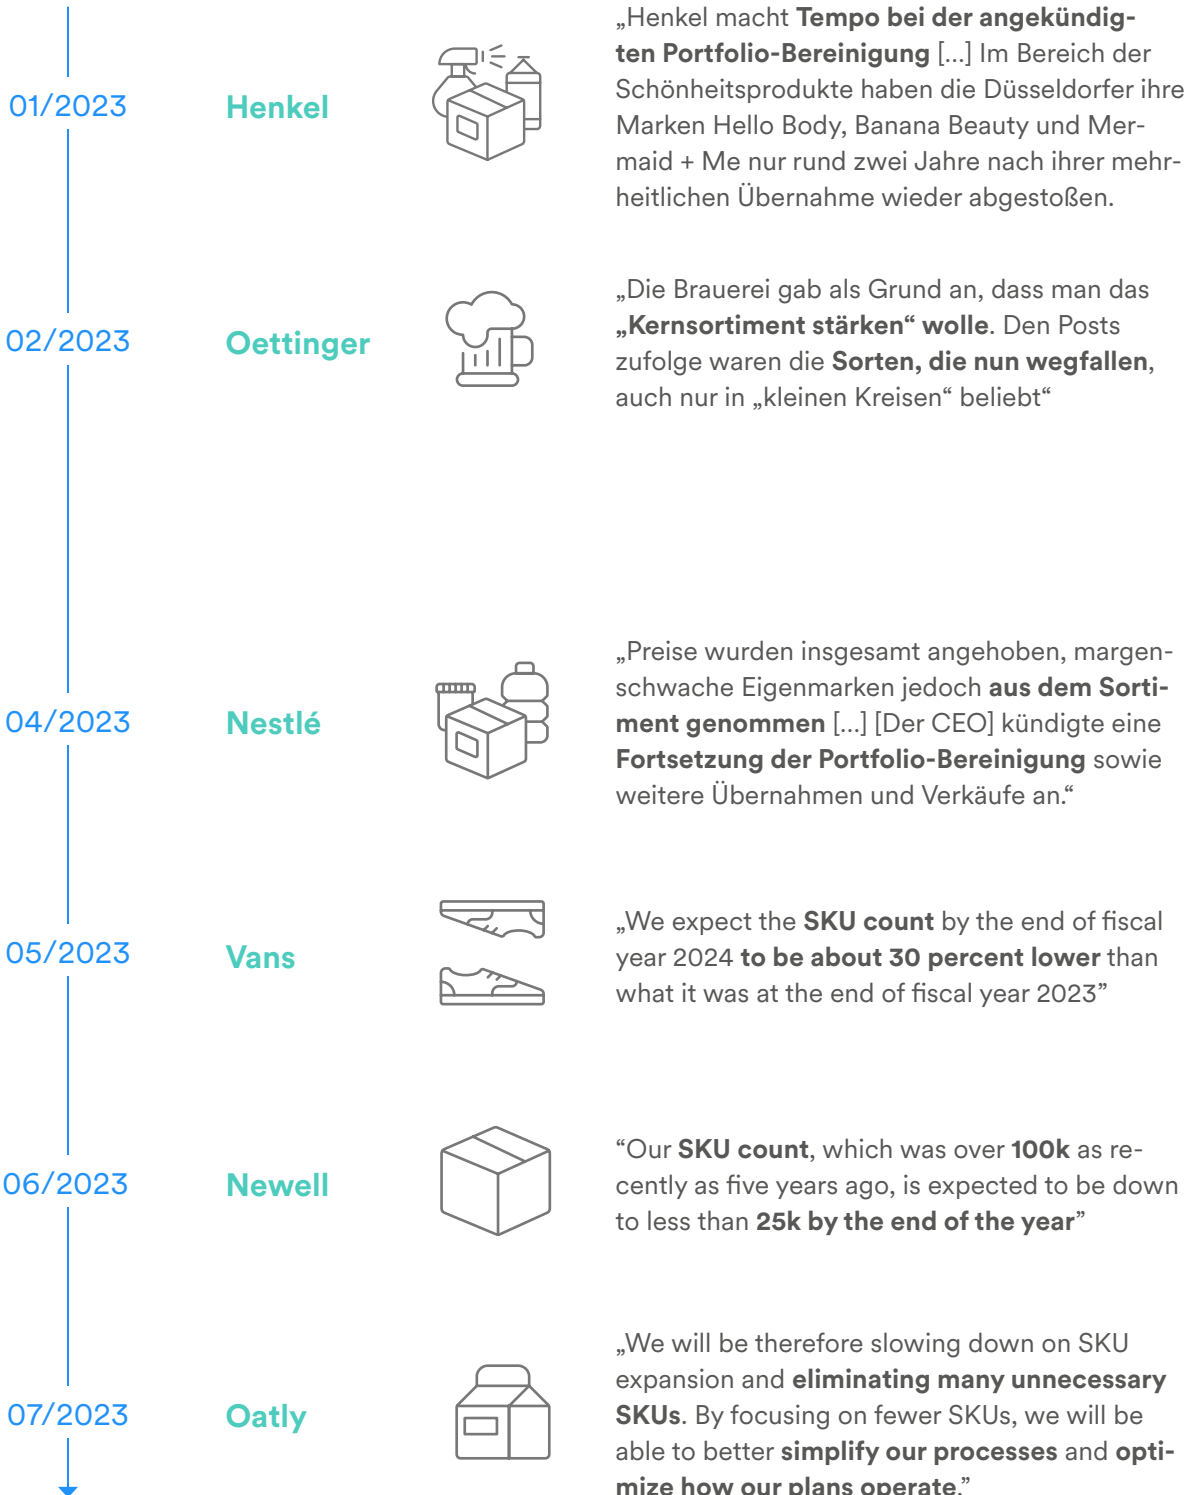 „Henkel macht Tempo bei der angekündig-
ten Portfolio-Bereinigung [...] Im Bereich der
Schönheitsprodukte haben die Düsseldorfer ihre
Marken Hello Body, Banana Beauty und Mer-
maid + Me nur rund zwei Jahre nach ihrer mehr-
heitlichen Übernahme wieder abgestoßen.
01/2023
Henkel
„Die Brauerei gab als Grund an, dass man das
„Kernsortiment stärken“ wolle. Den Posts
zufolge waren die Sorten, die nun wegfallen,
auch nur in „kleinen Kreisen“ beliebt“
02/2023
Oettinger
„Preise wurden insgesamt angehoben, margen-
schwache Eigenmarken jedoch aus dem Sorti-
ment genommen [...] [Der CEO] kündigte eine
Fortsetzung der Portfolio-Bereinigung sowie
weitere Übernahmen und Verkäufe an.“
04/2023
Nestlé
„We expect the SKU count by the end of fiscal
year 2024 to be about 30 percent lower than
what it was at the end of fiscal year 2023”
05/2023
Vans
“Our SKU count, which was over 100k as re-
cently as five years ago, is expected to be down
to less than 25k by the end of the year”
06/2023
Newell
„We will be therefore slowing down on SKU
expansion and eliminating many unnecessary
SKUs. By focusing on fewer SKUs, we will be
able to better simplify our processes and opti-
mize how our plans operate.”
07/2023
Oatly